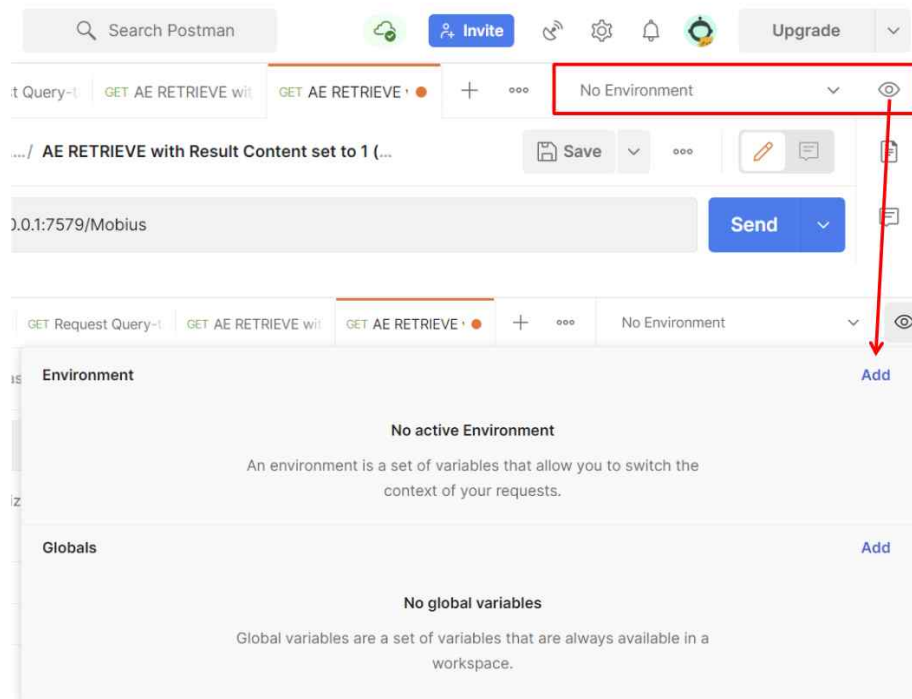 Search Postman
Invite
Upgrade
t Query-t GET AE RETRIEVE wit GET AE RETRIEVE No Environment
.../ AE RETRIEVE with Result Content set to 1 (... Save
0.0.1:7579/Mobius Send
GET Request Query-t GET AE RETRIEVE wit GET AE RETRIEVE No Environment
as
Environment Add
No active Environment
An environment is a set of variables that allow you to switch the
context of your requests.
iz
Globals Add
No global variables
Global variables are a set of variables that are always available in a
workspace.